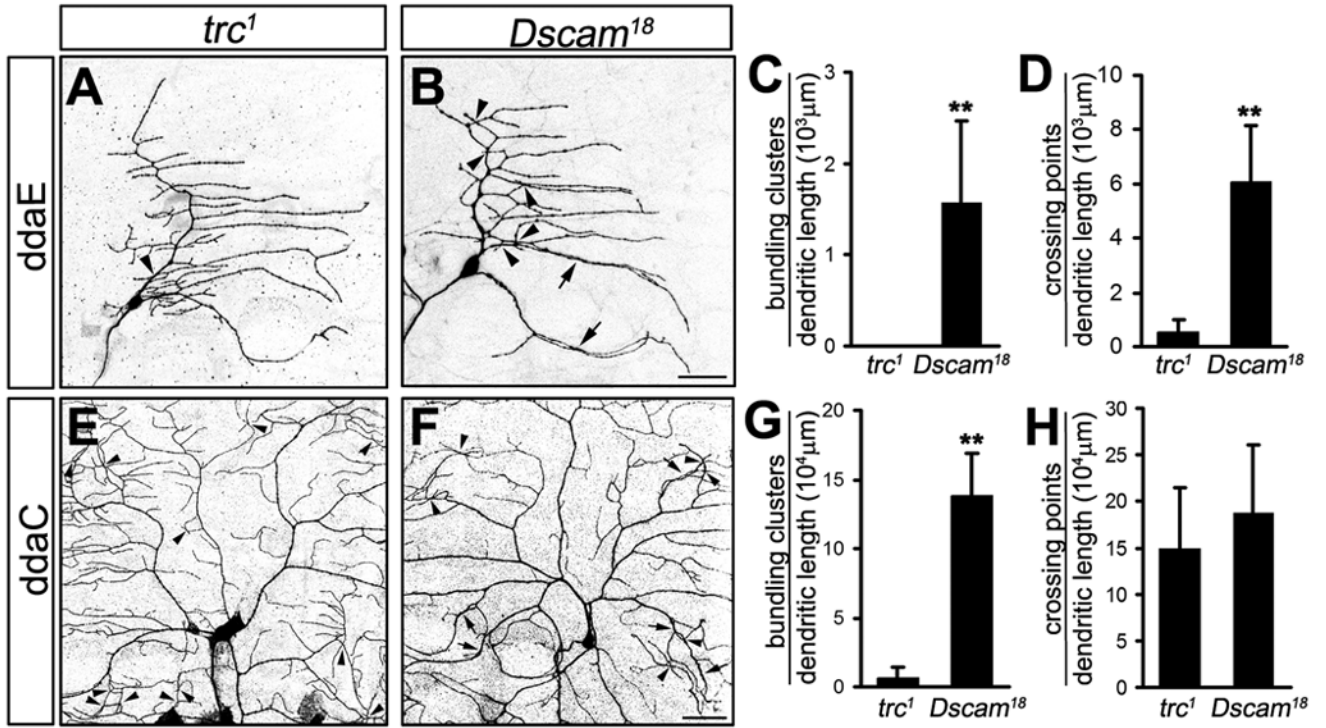 trc¹ Dscam¹⁸
ddaE
A
B
C
bundling clusters
dendritic length (10³μm)
3
2
1
0
trc¹ Dscam¹⁸
**
D
crossing points
dendritic length (10³μm)
10
8
6
4
2
0
trc¹ Dscam¹⁸
**
ddaC
E
F
G
bundling clusters
dendritic length (10⁴μm)
20
15
10
5
0
trc¹ Dscam¹⁸
**
H
crossing points
dendritic length (10⁴μm)
30
25
20
15
10
5
0
trc¹ Dscam¹⁸